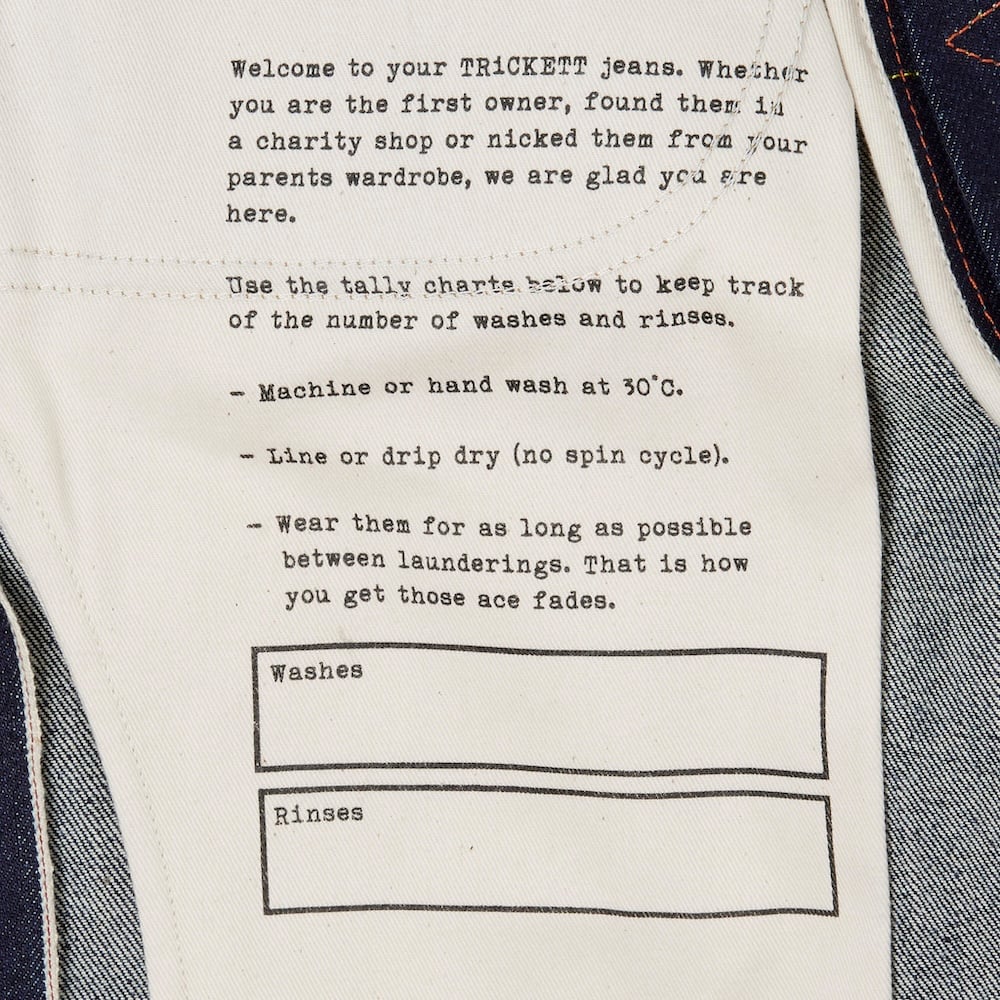 Welcome to your TRiCKETT jeans. Whether
you are the first owner, found them in
a charity shop or nicked them from your
parents wardrobe, we are glad you are
here.
Use the tally charts below to keep track
of the number of washes and rinses.
- Machine or hand wash at 30°C.
- Line or drip dry (no spin cycle).
- Wear them for as long as possible
between launderings. That is how
you get those ace fades.
Washes
Rinses